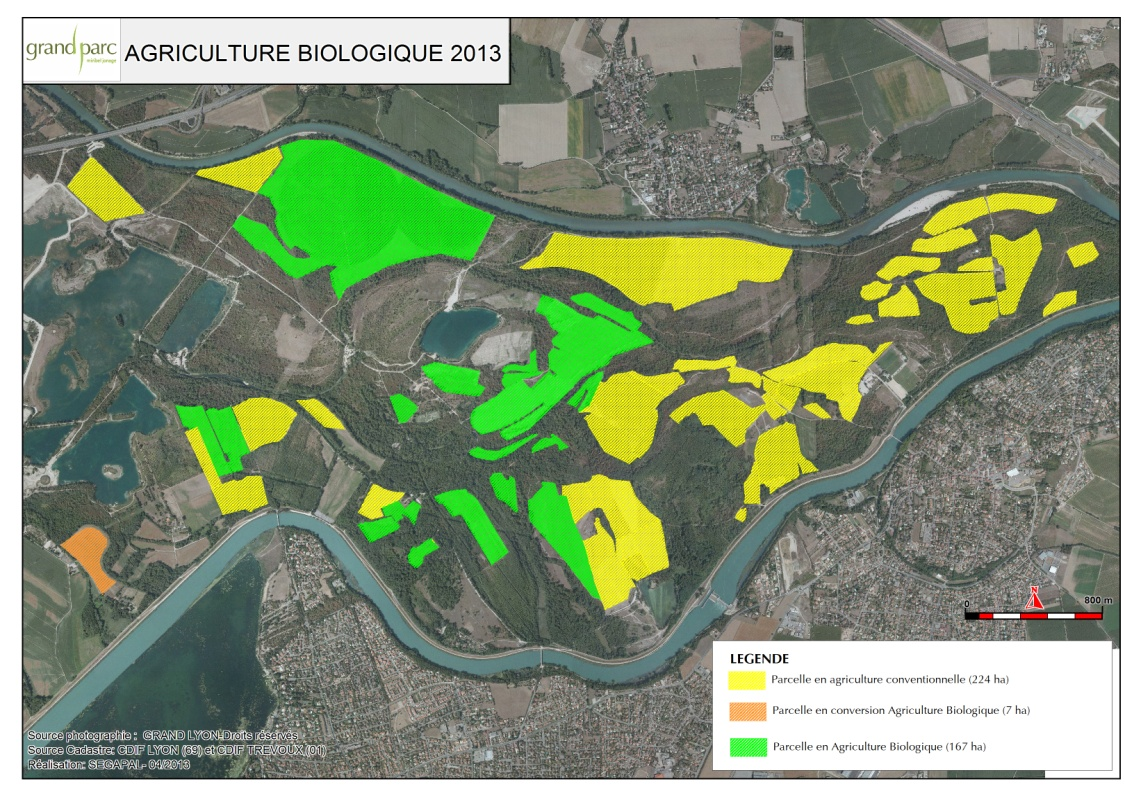 grand parc
miribel jonage
AGRICULTURE BIOLOGIQUE 2013
N
0 800 m
LEGENDE
Parcelle en agriculture conventionnelle (224 ha)
Parcelle en conversion Agriculture Biologique (7 ha)
Parcelle en Agriculture Biologique (167 ha)
Source photographie : GRAND LYON-Droits réservés
Source Cadastre: CDIF LYON (69) et CDIF TREVOUX (01)
Réalisation: SEGAPAL- 04/2013